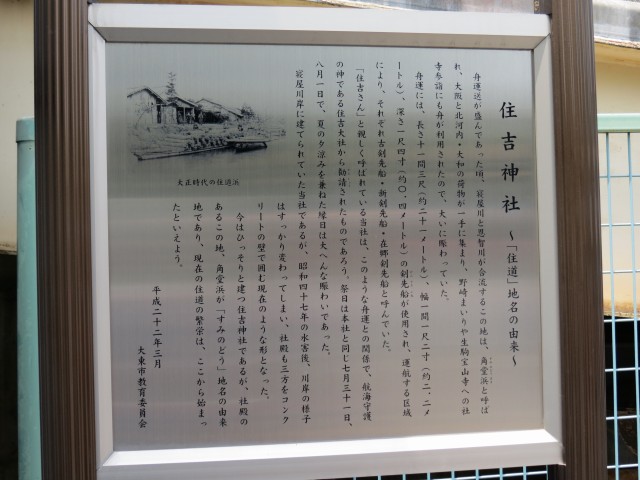 住吉神社 ～「住道」地名の由来～
舟運送が盛んであった頃、寝屋川と恩智川が合流するこの地は、角堂浜と呼ば
れ、大阪と北河内・大和の荷物が一手に集まり、野崎まいりや生駒宝山寺への社
寺参詣にも舟が利用されたので、大いに賑わっていた。
舟運には、長さ十一間三尺（約二十一メートル）、幅一間一尺二寸（約二．二メ
ートル）、深さ一尺四寸（約〇．四メートル）の剣先船が使用され、運航する区域
により、それぞれ古剣先船・新剣先船・在郷剣先船と呼んでいた。
「住吉さん」と親しく呼ばれている当社は、このような舟運との関係で、航海守護
の神である住吉大社から勧請されたものであろう。祭日は本社と同じ七月三十一日、
八月一日で、夏の夕涼みを兼ねた縁日は大へんな賑わいであった。
寝屋川岸に建てられていた当社であるが、昭和四十七年の水害後、川岸の様子
はすっかり変わってしまい、社殿も三方をコンク
リートの壁で囲む現在のような形となった。
今はひっそりと建つ住吉神社であるが、社殿の
あるこの地、角堂浜が「すみのどう」地名の由来
地であり、現在の住道の繁栄は、ここから始まっ
たといえよう。
平成二十二年三月
大東市教育委員会
大正時代の住道浜